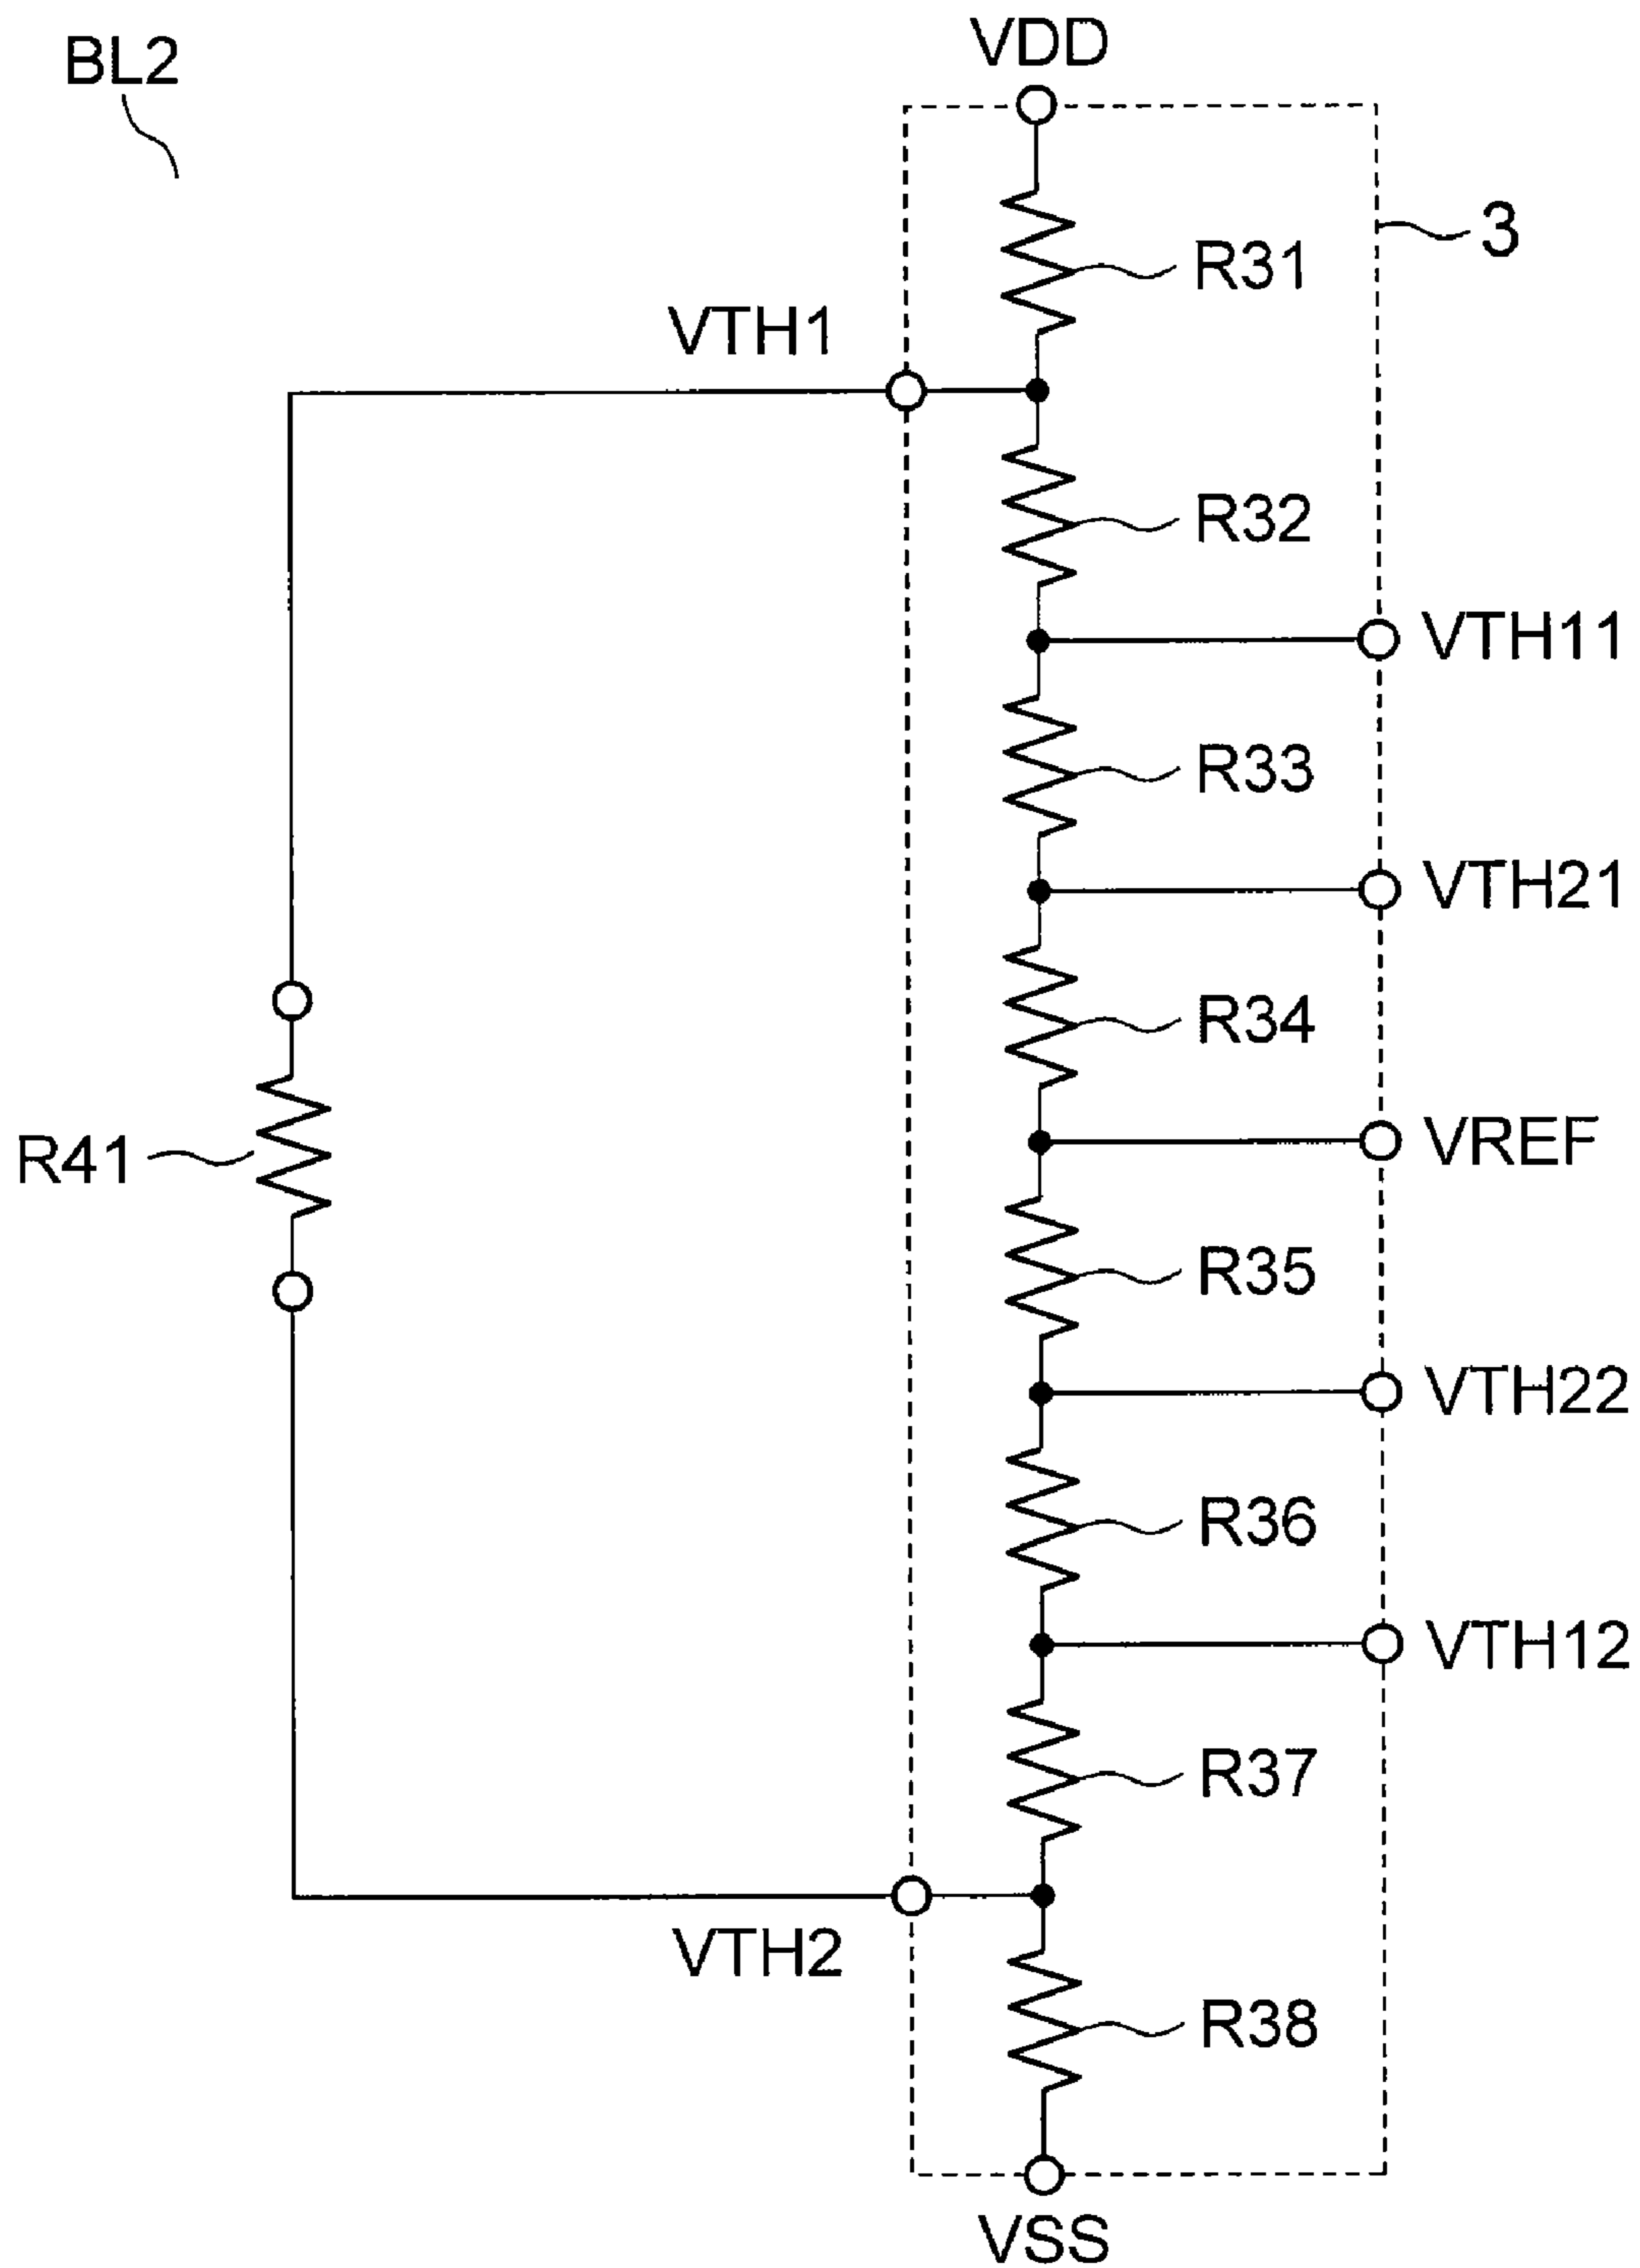 BL2
VDD
3
R31
VTH1
R32
VTH11
R33
VTH21
R34
VREF
R41
R35
VTH22
R36
VTH12
R37
VTH2
R38
VSS